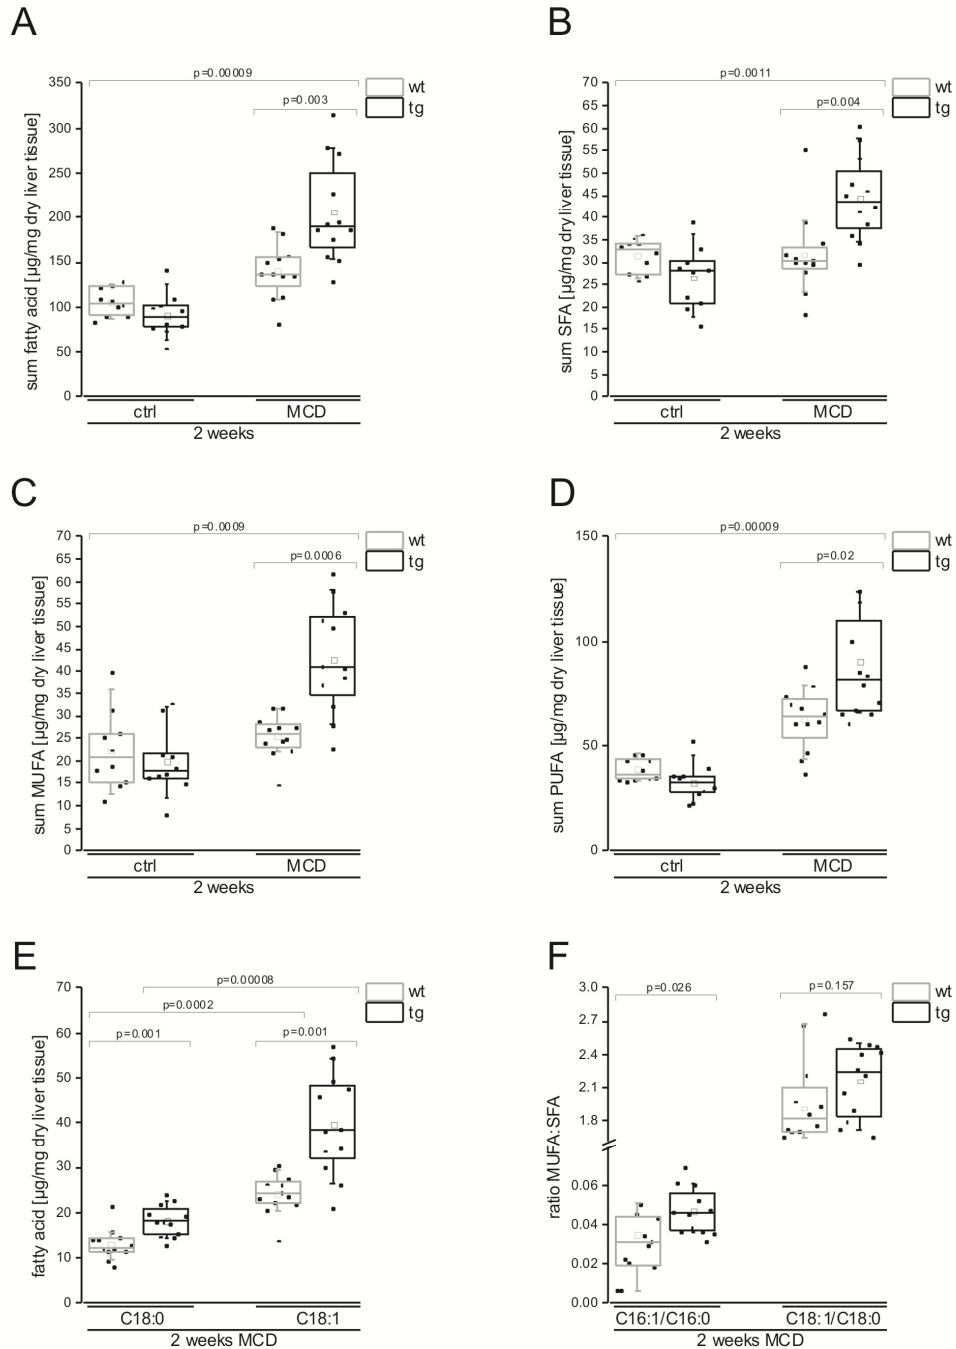 A
p=0.00009
p=0.003
wt
tg
sum fatty acid [µg/mg dry liver tissue]
350
300
250
200
150
100
50
0
ctrl
MCD
2 weeks
B
p=0.0011
p=0.004
wt
tg
sum SFA [µg/mg dry liver tissue]
70
65
60
55
50
45
40
35
30
25
20
15
10
5
0
ctrl
MCD
2 weeks
C
p=0.0009
p=0.0006
wt
tg
sum MUFA [µg/mg dry liver tissue]
70
65
60
55
50
45
40
35
30
25
20
15
10
5
0
ctrl
MCD
2 weeks
D
p=0.00009
p=0.02
wt
tg
sum PUFA [µg/mg dry liver tissue]
150
100
50
0
ctrl
MCD
2 weeks
E
p=0.00008
p=0.0002
p=0.001
p=0.001
wt
tg
fatty acid [µg/mg dry liver tissue]
70
60
50
40
30
20
10
0
C18:0
C18:1
2 weeks MCD
F
p=0.026
p=0.157
wt
tg
ratio MUFA:SFA
3.0
2.7
2.4
2.1
1.8
0.06
0.04
0.02
0.00
C16:1/C16:0
C18:1/C18:0
2 weeks MCD